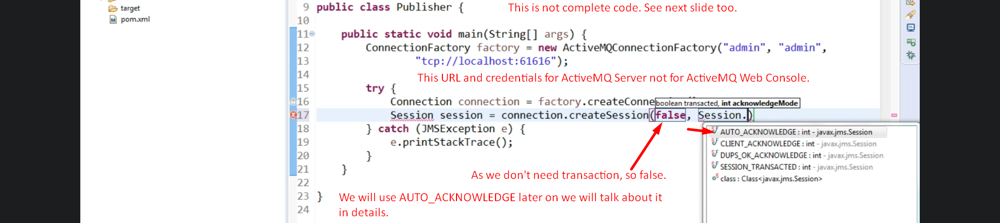 target
pom.xml
9 public class Publisher {
This is not complete code. See next slide too.
10
11 public static void main(String[] args) {
12 ConnectionFactory factory = new ActiveMQConnectionFactory("admin", "admin",
13 "tcp://localhost:61616");
14
This URL and credentials for ActiveMQ Server not for ActiveMQ Web Console.
15 try {
16 Connection connection = factory.createConne
boolean transacted, int acknowledgeMode
17 Session session = connection.createSession(false, Session.)
18 } catch (JMSException e) {
19 e.printStackTrace();
20 }
21 }
22
23 }
24
AUTO_ACKNOWLEDGE : int - javax.jms.Session
CLIENT_ACKNOWLEDGE : int - javax.jms.Session
DUPS_OK_ACKNOWLEDGE : int - javax.jms.Session
SESSION_TRANSACTED : int - javax.jms.Session
class : Class<javax.jms.Session>
As we don't need transaction, so false.
We will use AUTO_ACKNOWLEDGE later on we will talk about it
in details.